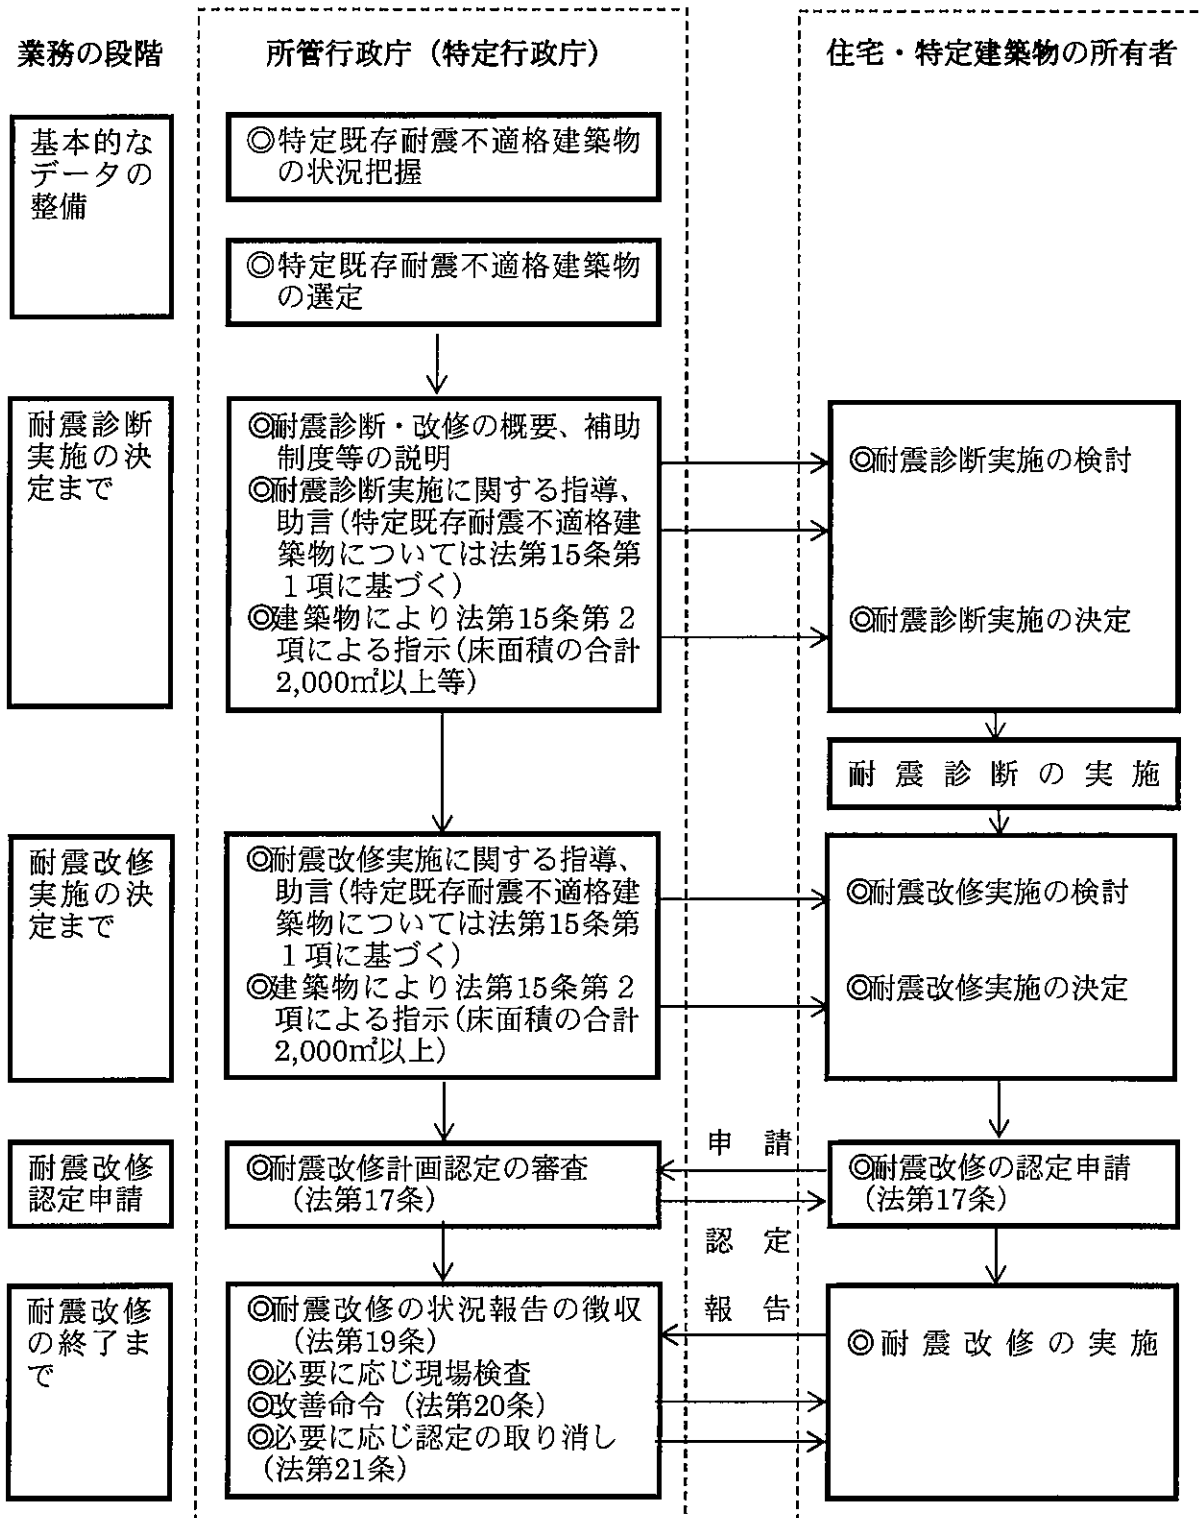 業務の段階
所管行政庁（特定行政庁）
住宅・特定建築物の所有者
基本的な
データの
整備
◎特定既存耐震不適格建築物
の状況把握
◎特定既存耐震不適格建築物
の選定
耐震診断
実施の決
定まで
◎耐震診断・改修の概要、補助
制度等の説明
◎耐震診断実施に関する指導、
助言（特定既存耐震不適格建
築物については法第15条第
１項に基づく）
◎建築物により法第15条第２
項による指示（床面積の合計
2,000㎡以上等）
◎耐震診断実施の検討
◎耐震診断実施の決定
耐震診断の実施
耐震改修
実施の決
定まで
◎耐震改修実施に関する指導、
助言（特定既存耐震不適格建
築物については法第15条第
１項に基づく）
◎建築物により法第15条第２
項による指示（床面積の合計
2,000㎡以上）
◎耐震改修実施の検討
◎耐震改修実施の決定
耐震改修
認定申請
◎耐震改修計画認定の審査
（法第17条）
申請
認定
◎耐震改修の認定申請
（法第17条）
耐震改修
の終了ま
で
◎耐震改修の状況報告の徴収
（法第19条）
◎必要に応じ現場検査
◎改善命令（法第20条）
◎必要に応じ認定の取り消し
（法第21条）
報告
◎耐震改修の実施